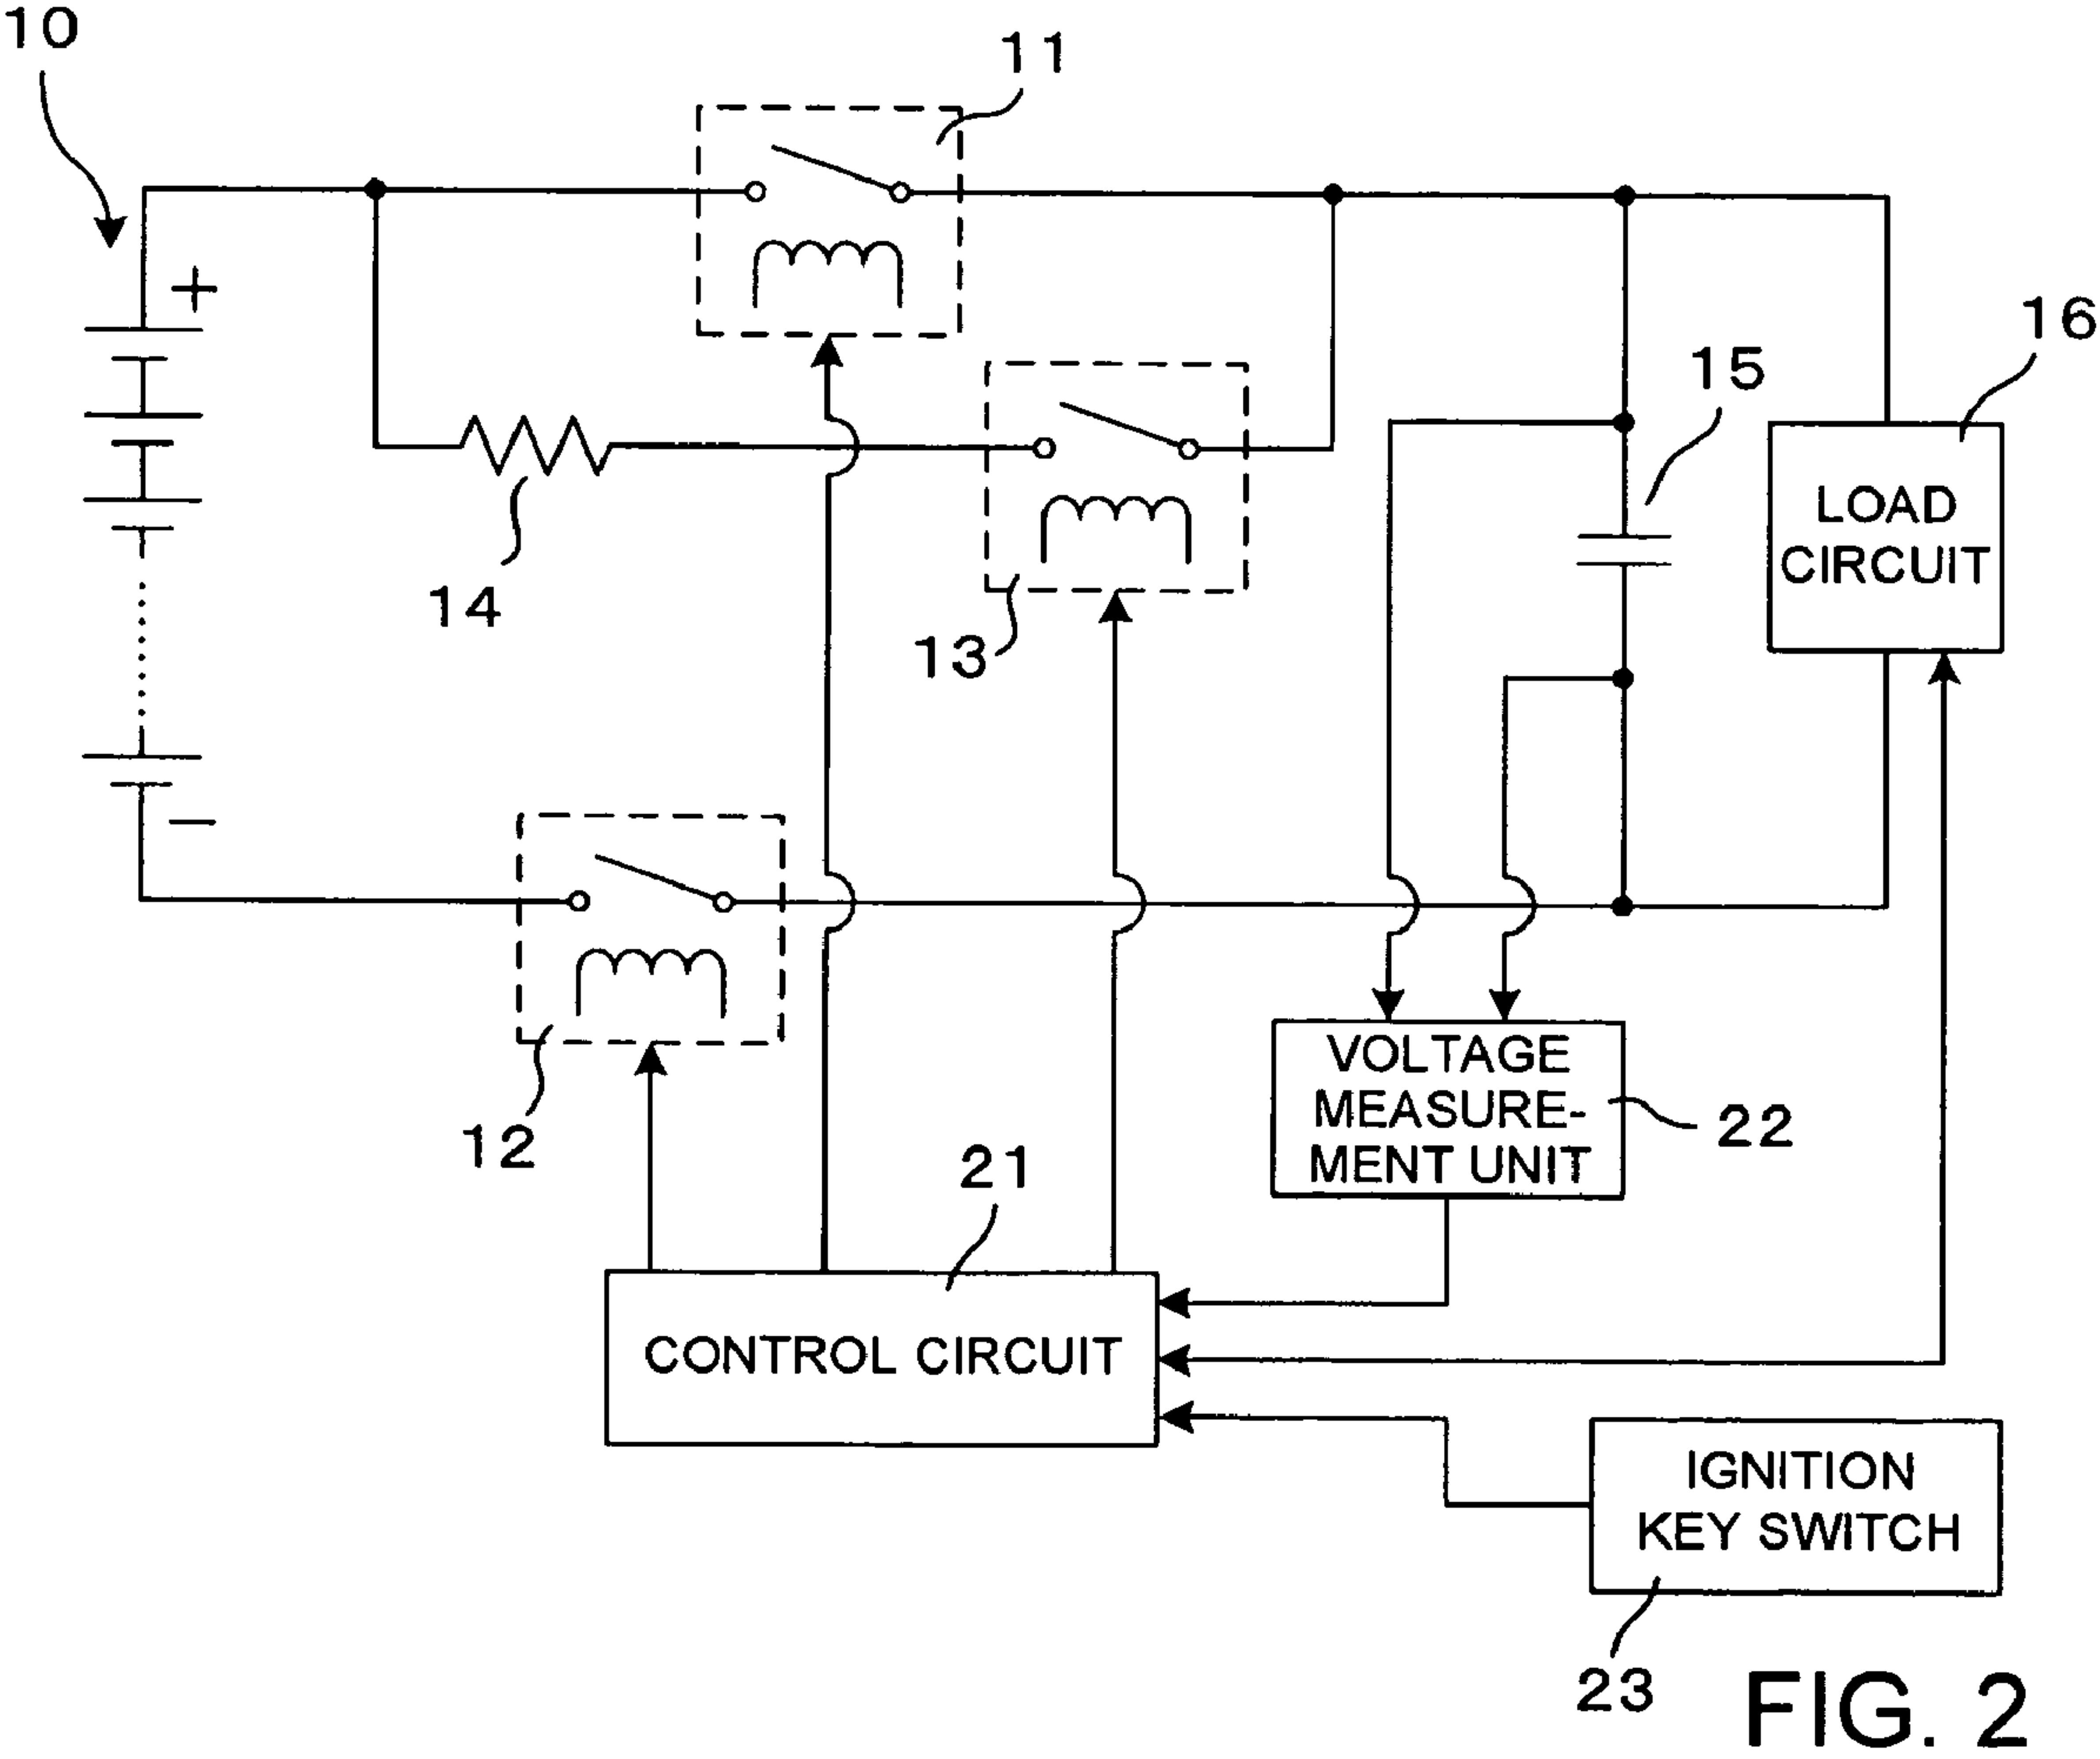 10
11
+
16
15
LOAD
CIRCUIT
14
13
−
VOLTAGE
MEASURE-
MENT UNIT
22
12
21
CONTROL CIRCUIT
IGNITION
KEY SWITCH
23
FIG. 2